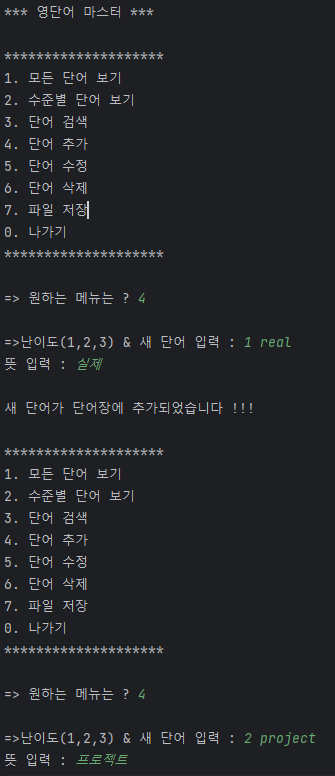 *** 영단어 마스터 ***
********************
1. 모든 단어 보기
2. 수준별 단어 보기
3. 단어 검색
4. 단어 추가
5. 단어 수정
6. 단어 삭제
7. 파일 저장
0. 나가기
********************
=> 원하는 메뉴는 ? 4
=>난이도(1,2,3) & 새 단어 입력 : 1 real
뜻 입력 : 실제
새 단어가 단어장에 추가되었습니다 !!!
********************
1. 모든 단어 보기
2. 수준별 단어 보기
3. 단어 검색
4. 단어 추가
5. 단어 수정
6. 단어 삭제
7. 파일 저장
0. 나가기
********************
=> 원하는 메뉴는 ? 4
=>난이도(1,2,3) & 새 단어 입력 : 2 project
뜻 입력 : 프로젝트